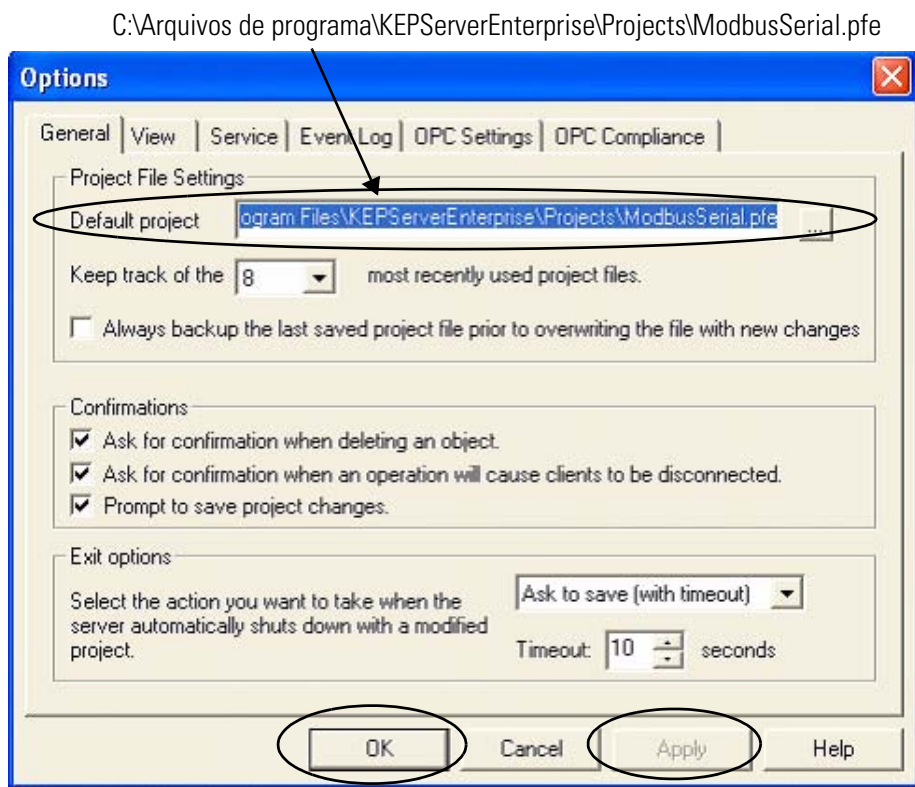 C:\Arquivos de programa\KEPServerEnterprise\Projects\ModbusSerial.pfe
Options
General View Service Event Log OPC Settings OPC Compliance
Project File Settings
Default project ogram Files\KEPServerEnterprise\Projects\ModbusSerial.pfe ...
Keep track of the 8 most recently used project files.
Always backup the last saved project file prior to overwriting the file with new changes
Confirmations
Ask for confirmation when deleting an object.
Ask for confirmation when an operation will cause clients to be disconnected.
Prompt to save project changes.
Exit options
Select the action you want to take when the
server automatically shuts down with a modified
project.
Ask to save (with timeout)
Timeout: 10 seconds
OK Cancel Apply Help